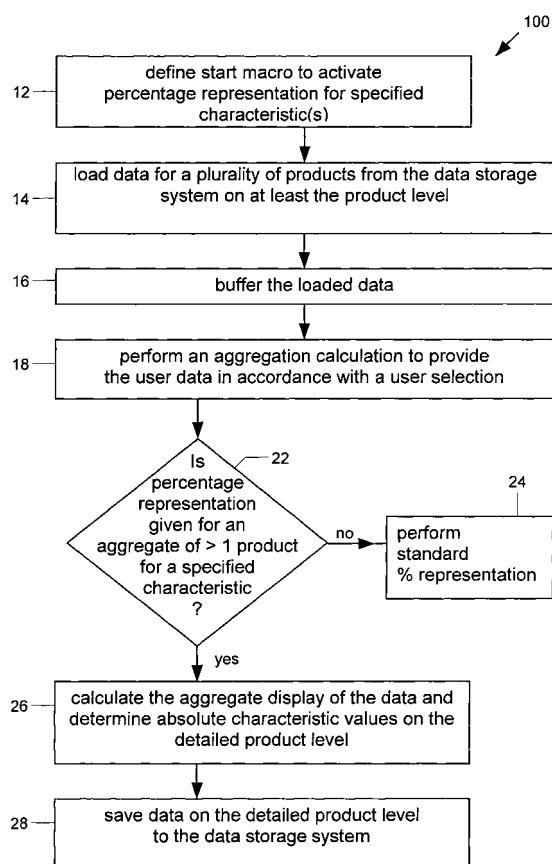 100
12
define start macro to activate
percentage representation for specified
characteristic(s)
14
load data for a plurality of products from the data storage
system on at least the product level
16
buffer the loaded data
18
perform an aggregation calculation to provide
the user data in accordance with a user selection
22
Is
percentage
representation
given for an
aggregate of > 1 product
for a specified
characteristic
?
no
24
perform
standard
% representation
yes
26
calculate the aggregate display of the data and
determine absolute characteristic values on the
detailed product level
28
save data on the detailed product level
to the data storage system